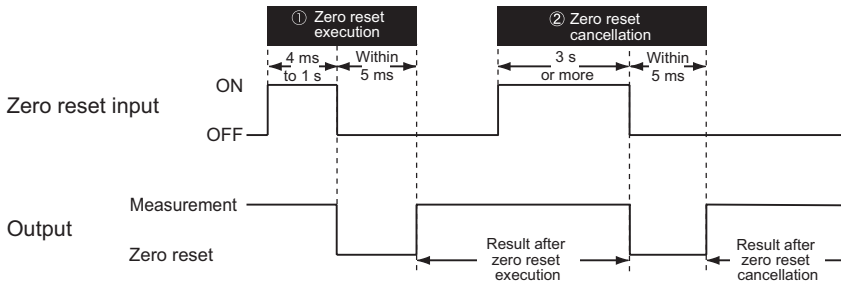 ① Zero reset
execution
② Zero reset
cancellation
4 ms
to 1 s
Within
5 ms
3 s
or more
Within
5 ms
Zero reset input
ON
OFF
Output
Measurement
Zero reset
Result after
zero reset
execution
Result after
zero reset
cancellation